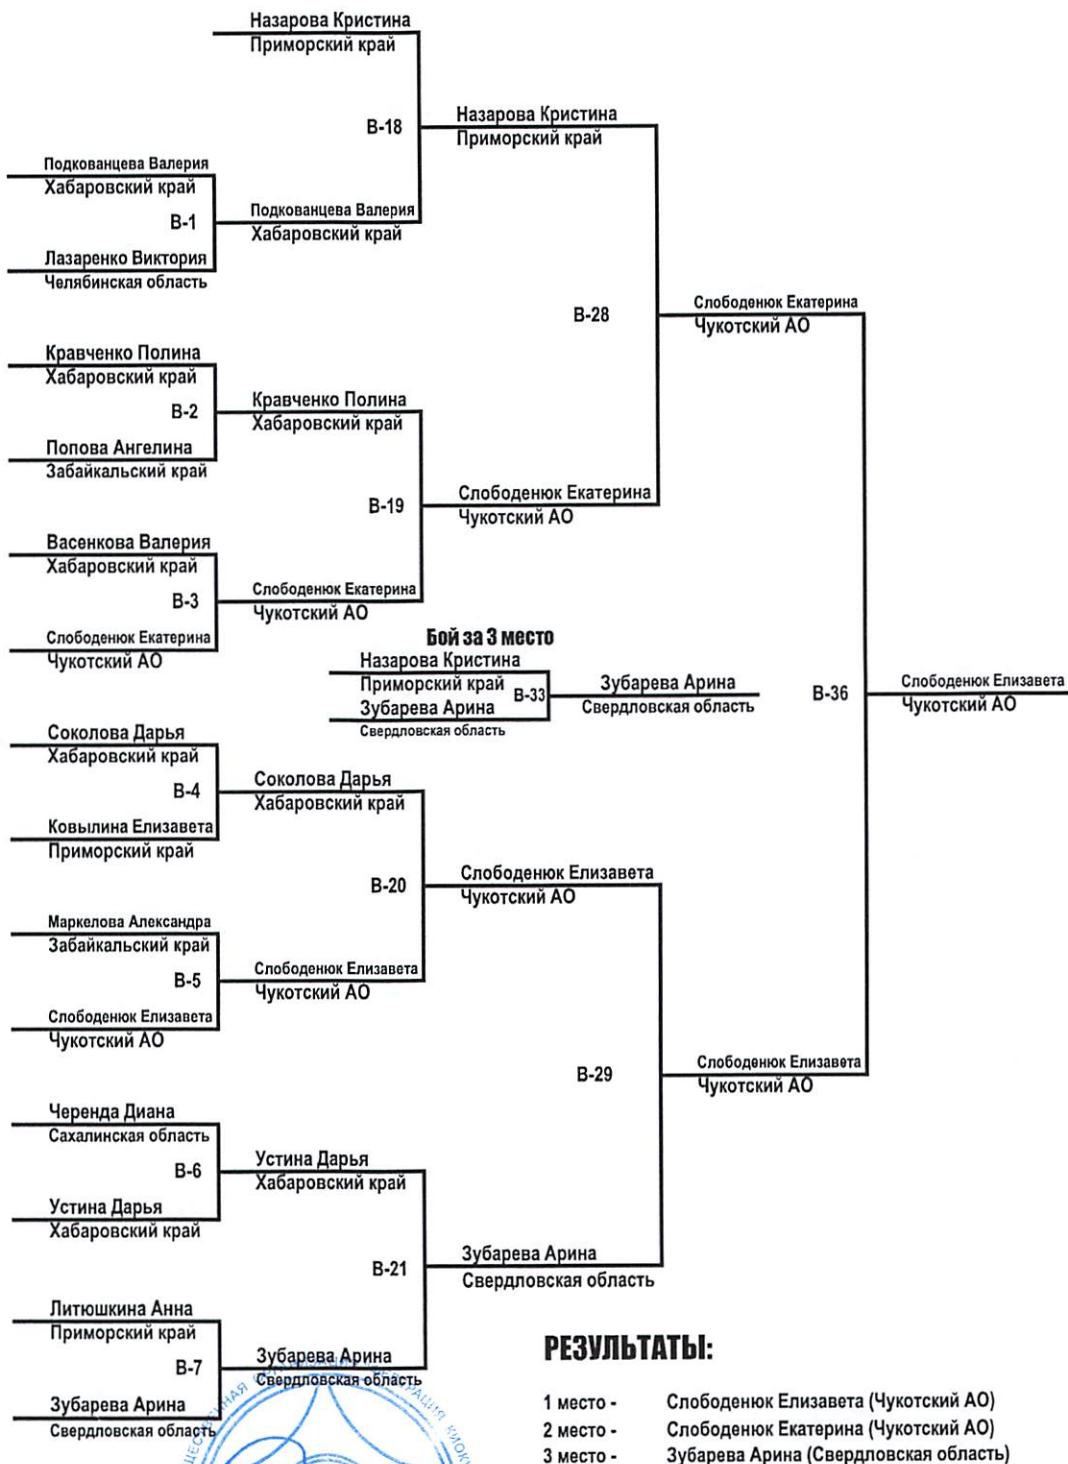 Назарова Кристина
Приморский край
В-18
Назарова Кристина
Приморский край
Подкованцева Валерия
Хабаровский край
В-1
Подкованцева Валерия
Хабаровский край
Лазаренко Виктория
Челябинская область
В-28
Слободенюк Екатерина
Чукотский АО
Кравченко Полина
Хабаровский край
В-2
Кравченко Полина
Хабаровский край
Попова Ангелина
Забайкальский край
В-19
Слободенюк Екатерина
Чукотский АО
Васенкова Валерия
Хабаровский край
В-3
Слободенюк Екатерина
Чукотский АО
Слободенюк Екатерина
Чукотский АО
Бой за 3 место
Назарова Кристина
Приморский край
В-33
Зубарева Арина
Свердловская область
Зубарева Арина
Свердловская область
В-36
Слободенюк Елизавета
Чукотский АО
Соколова Дарья
Хабаровский край
В-4
Соколова Дарья
Хабаровский край
Ковылина Елизавета
Приморский край
В-20
Слободенюк Елизавета
Чукотский АО
Маркелова Александра
Забайкальский край
В-5
Слободенюк Елизавета
Чукотский АО
Слободенюк Елизавета
Чукотский АО
В-29
Слободенюк Елизавета
Чукотский АО
Черенда Диана
Сахалинская область
В-6
Устина Дарья
Хабаровский край
Устина Дарья
Хабаровский край
В-21
Зубарева Арина
Свердловская область
Литюшкина Анна
Приморский край
В-7
Зубарева Арина
Свердловская область
Зубарева Арина
Свердловская область
РЕЗУЛЬТАТЫ:
1 место - Слободенюк Елизавета (Чукотский АО)
2 место - Слободенюк Екатерина (Чукотский АО)
3 место - Зубарева Арина (Свердловская область)